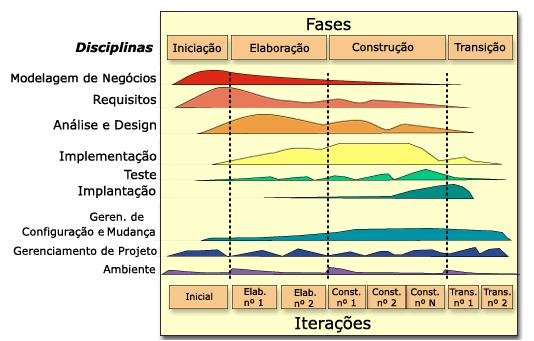 Fases
Disciplinas
Iniciação Elaboração Construção Transição
Modelagem de Negócios
Requisitos
Análise e Design
Implementação
Teste
Implantação
Geren. de
Configuração e Mudança
Gerenciamento de Projeto
Ambiente
Inicial
Elab.
nº 1
Elab.
nº 2
Const.
nº 1
Const.
nº 2
Const.
nº N
Trans.
nº 1
Trans.
nº 2
Iterações